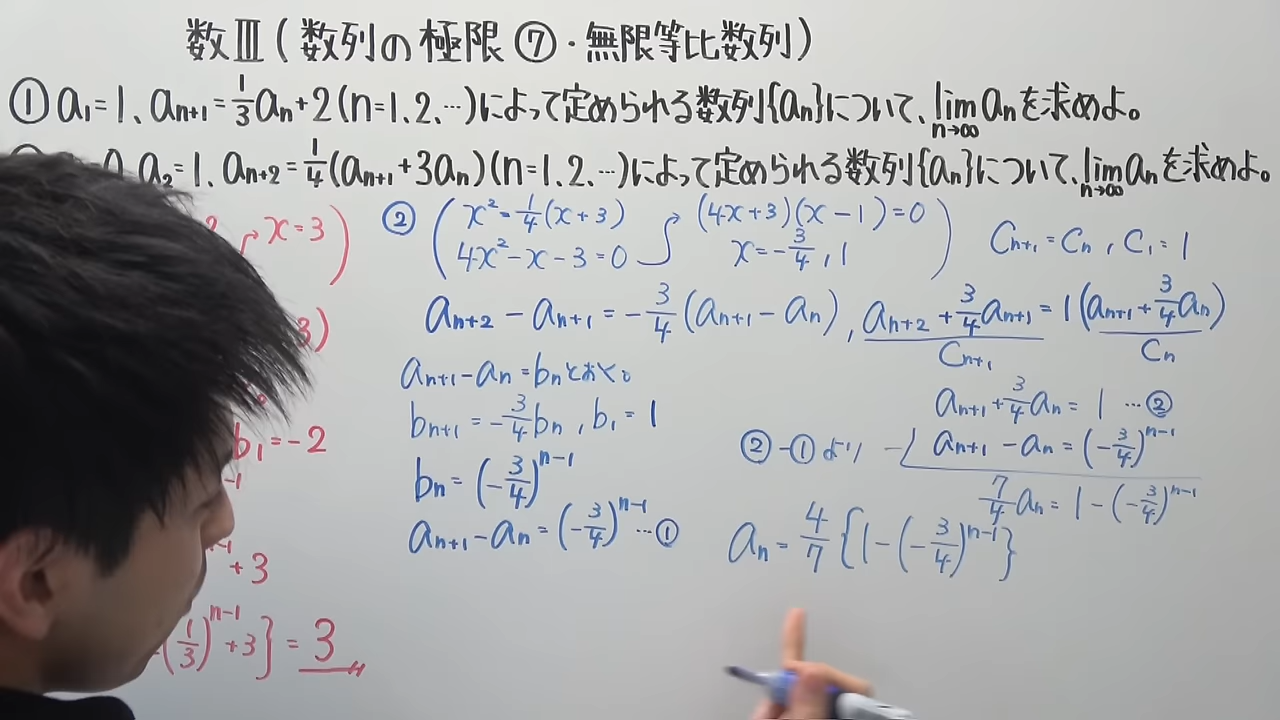 数Ⅲ(数列の極限⑦・無限等比数列)
① a₁=1、aₙ₊₁=1/3 aₙ+2(n=1.2.…)によって定められる数列{aₙ}について、lim n→∞ aₙを求めよ。
a₂=1、aₙ₊₂=1/4(aₙ₊₁+3aₙ)(n=1.2.…)によって定められる数列{aₙ}について、lim n→∞ aₙを求めよ。
x=3)
3)
b₁=-2
+3
(1/3)ⁿ⁻¹+3}=3
② (x²=1/4(x+3)
4x²-x-3=0
(4x+3)(x-1)=0
x=-3/4,1)
Cₙ₊₁=Cₙ, C₁=1
aₙ₊₂-aₙ₊₁=-3/4(aₙ₊₁-aₙ), aₙ₊₂+3/4aₙ₊₁=1(aₙ₊₁+3/4aₙ)
Cₙ₊₁ Cₙ
aₙ₊₁-aₙ=bₙとおく。
bₙ₊₁=-3/4bₙ, b₁=1
bₙ=(-3/4)ⁿ⁻¹
aₙ₊₁-aₙ=(-3/4)ⁿ⁻¹…①
aₙ₊₁+3/4aₙ=1…②
②-①より -) aₙ₊₁-aₙ=(-3/4)ⁿ⁻¹
7/4aₙ=1-(-3/4)ⁿ⁻¹
aₙ=4/7{1-(-3/4)ⁿ⁻¹}